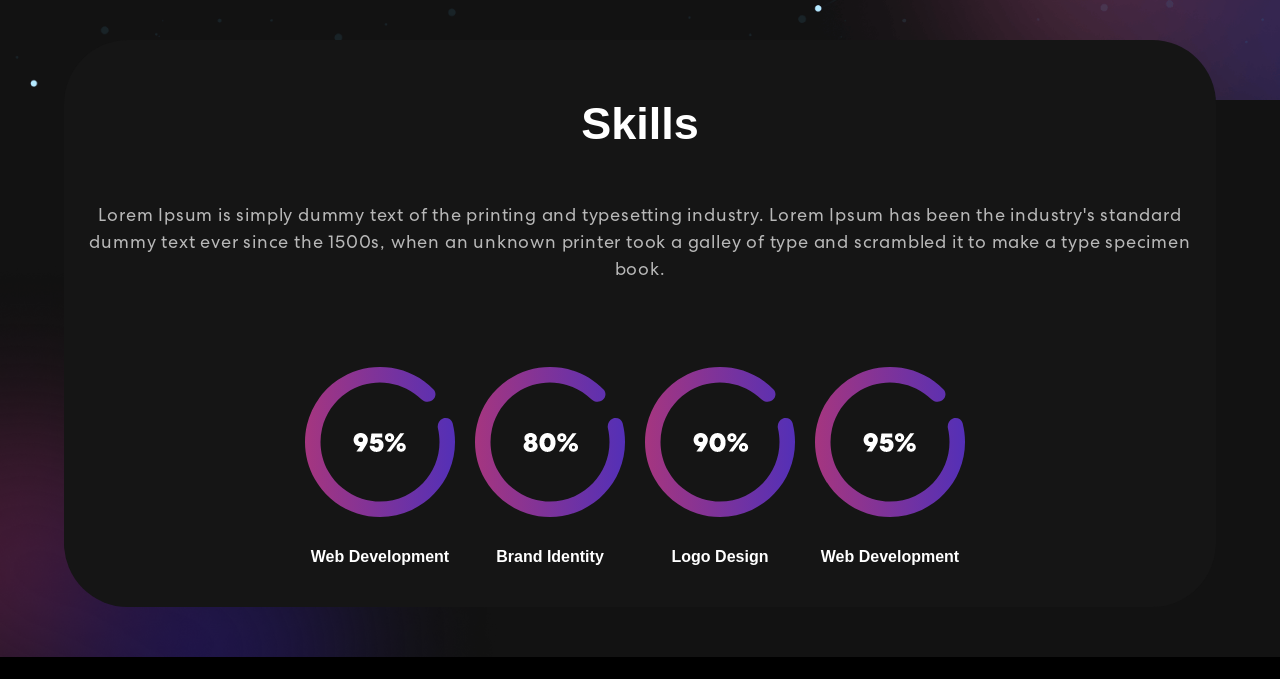 Skills
Lorem Ipsum is simply dummy text of the printing and typesetting industry. Lorem Ipsum has been the industry's standard
dummy text ever since the 1500s, when an unknown printer took a galley of type and scrambled it to make a type specimen
book.
95% 80% 90% 95%
Web Development Brand Identity Logo Design Web Development